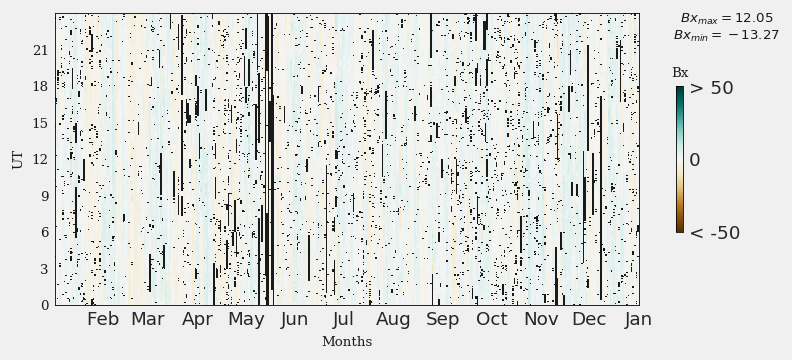 Bx_max = 12.05
Bx_min = −13.27
Bx
> 50
0
< -50
UT
21
18
15
12
9
6
3
0
Feb Mar Apr May Jun Jul Aug Sep Oct Nov Dec Jan
Months